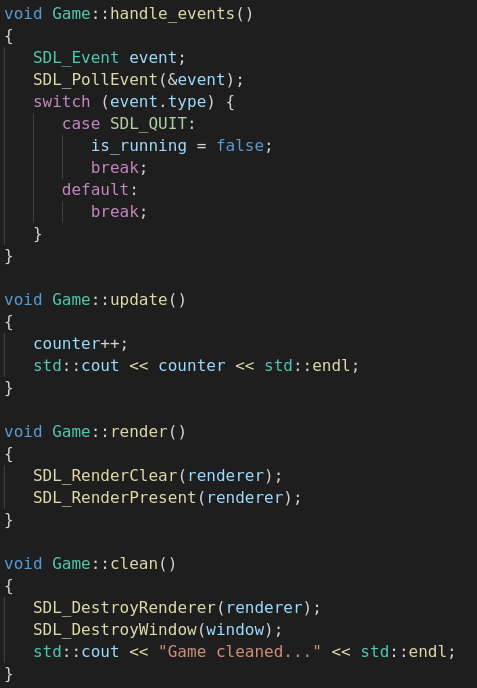 void Game::handle_events()
{
   SDL_Event event;
   SDL_PollEvent(&event);
   switch (event.type) {
      case SDL_QUIT:
         is_running = false;
         break;
      default:
         break;
   }
}

void Game::update()
{
   counter++;
   std::cout << counter << std::endl;
}

void Game::render()
{
   SDL_RenderClear(renderer);
   SDL_RenderPresent(renderer);
}

void Game::clean()
{
   SDL_DestroyRenderer(renderer);
   SDL_DestroyWindow(window);
   std::cout << "Game cleaned..." << std::endl;
}